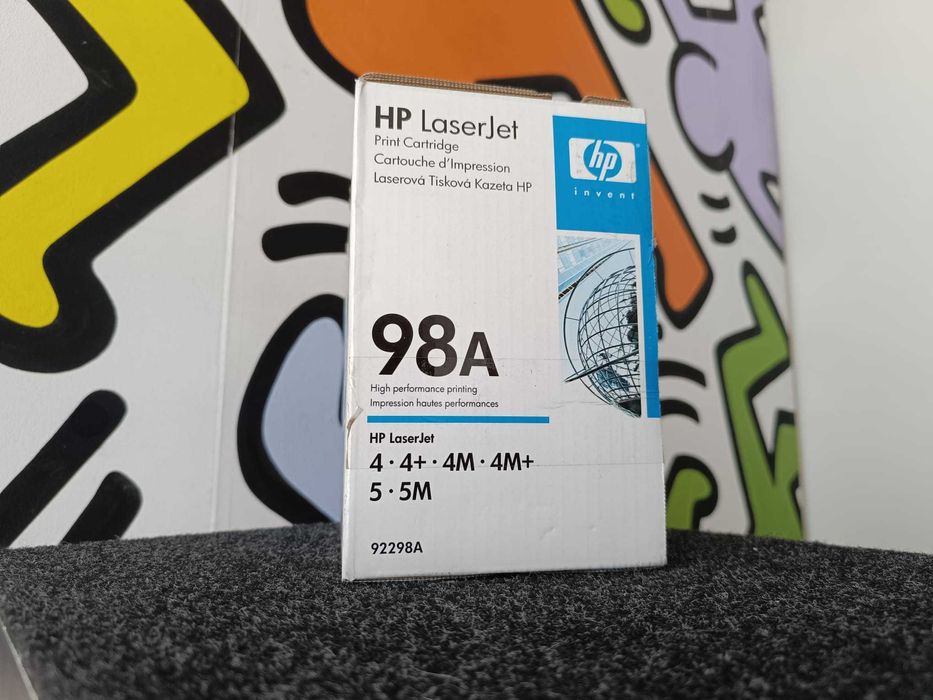 HP LaserJet
Print Cartridge
Cartouche d'Impression
Laserová Tisková Kazeta HP
hp
invent
98A
High performance printing
Impression hautes performances
HP LaserJet
4 · 4+ · 4M · 4M+
5 · 5M
92298A